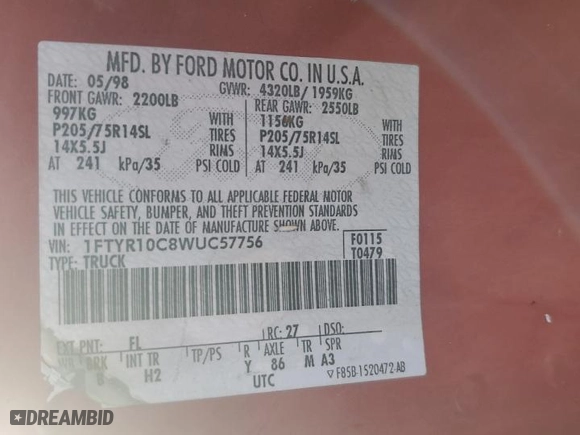 MFD. BY FORD MOTOR CO. IN U.S.A.
DATE: 05/98 GVWR: 4320LB/ 1959KG
FRONT GAWR: 2200LB REAR GAWR: 2550LB
997KG WITH 1156KG WITH
P205/75R14SL TIRES P205/75R14SL TIRES
14X5.5J RIMS 14X5.5J RIMS
AT 241 kPa/35 PSI COLD AT 241 kPa/35 PSI COLD
THIS VEHICLE CONFORMS TO ALL APPLICABLE FEDERAL MOTOR
VEHICLE SAFETY, BUMPER, AND THEFT PREVENTION STANDARDS
IN EFFECT ON THE DATE OF MANUFACTURE SHOWN ABOVE.
VIN: 1FTYR10C8WUC57756 F0115
TYPE: TRUCK T0479
EXT PNT: FL RC: 27 DSO:
WB BRK INT TR TP/PS R AXLE TR SPR
B H2 Y 86 M A3
UTC F85B-1520472-AB
DREAMBID